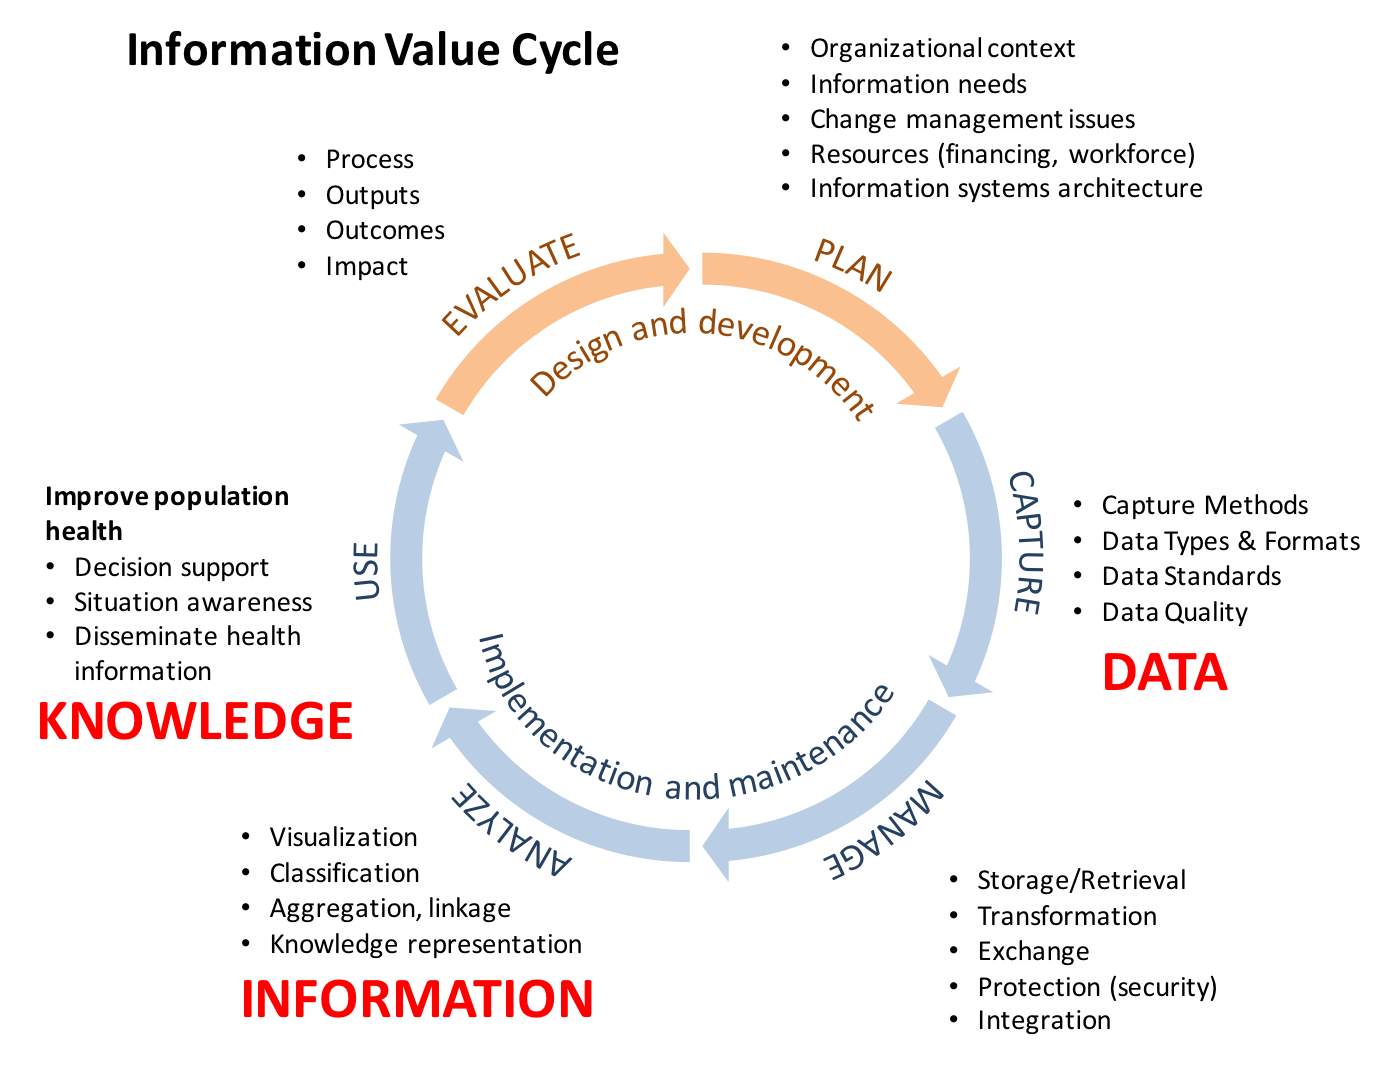 Information Value Cycle
• Organizational context
• Information needs
• Change management issues
• Resources (financing, workforce)
• Information systems architecture
• Process
• Outputs
• Outcomes
• Impact
EVALUATE
PLAN
Design and development
CAPTURE
• Capture Methods
• Data Types & Formats
• Data Standards
• Data Quality
DATA
Improve population
health
• Decision support
• Situation awareness
• Disseminate health
information
KNOWLEDGE
USE
Implementation and maintenance
MANAGE
• Storage/Retrieval
• Transformation
• Exchange
• Protection (security)
• Integration
ANALYZE
• Visualization
• Classification
• Aggregation, linkage
• Knowledge representation
INFORMATION